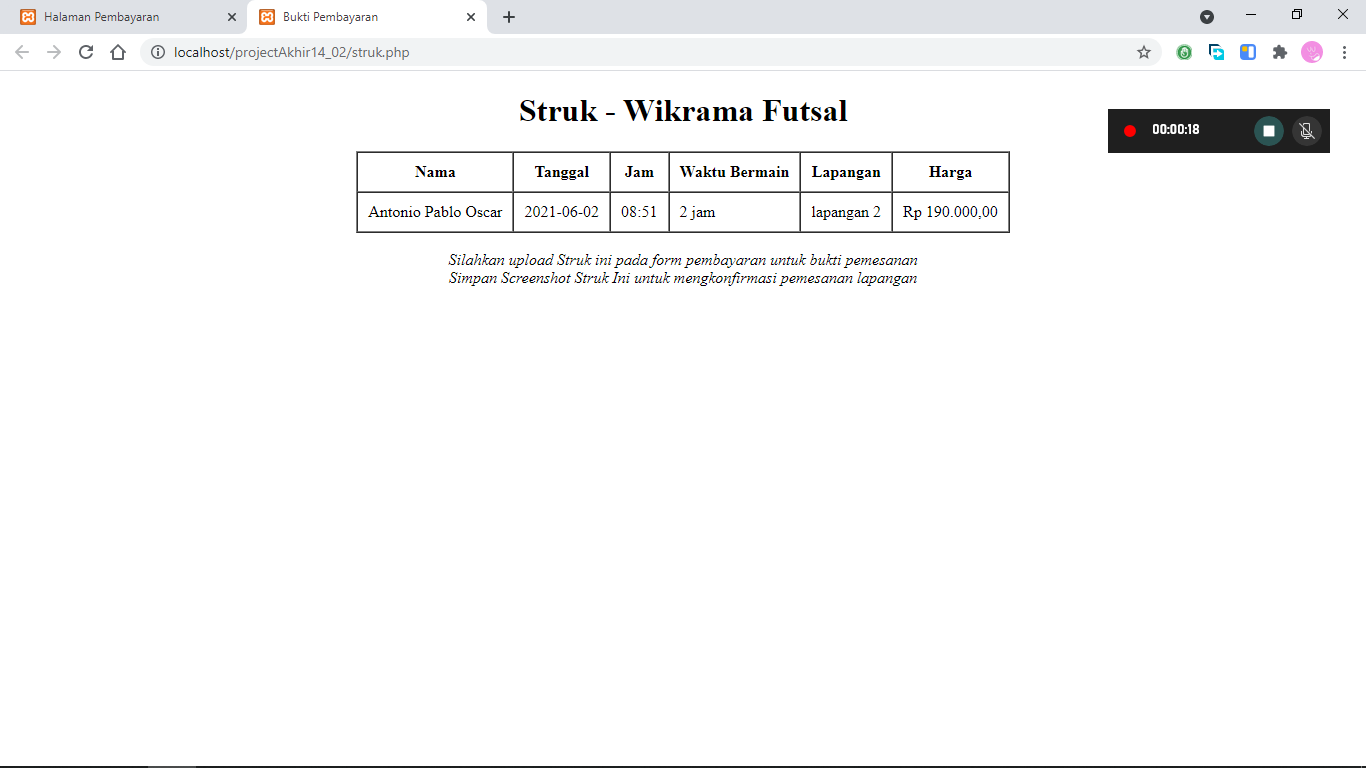 Halaman Pembayaran
Bukti Pembayaran
localhost/projectAkhir14_02/struk.php
Struk - Wikrama Futsal
00:00:18
Nama Tanggal Jam Waktu Bermain Lapangan Harga
Antonio Pablo Oscar 2021-06-02 08:51 2 jam lapangan 2 Rp 190.000,00
Silahkan upload Struk ini pada form pembayaran untuk bukti pemesanan
Simpan Screenshot Struk Ini untuk mengkonfirmasi pemesanan lapangan